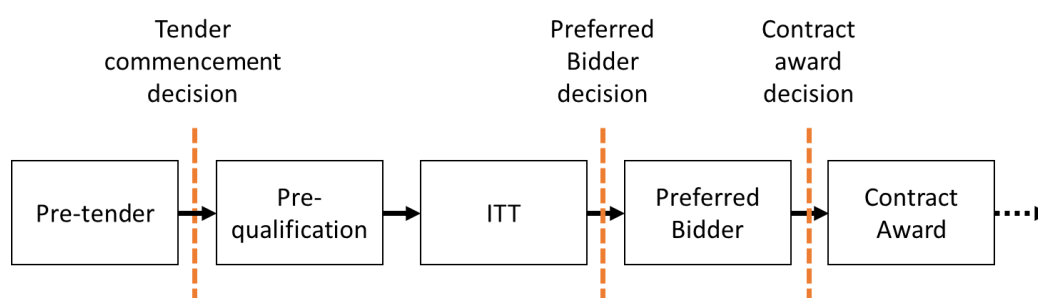 Tender
commencement
decision
Preferred
Bidder
decision
Contract
award
decision
Pre-tender
Pre-
qualification
ITT
Preferred
Bidder
Contract
Award